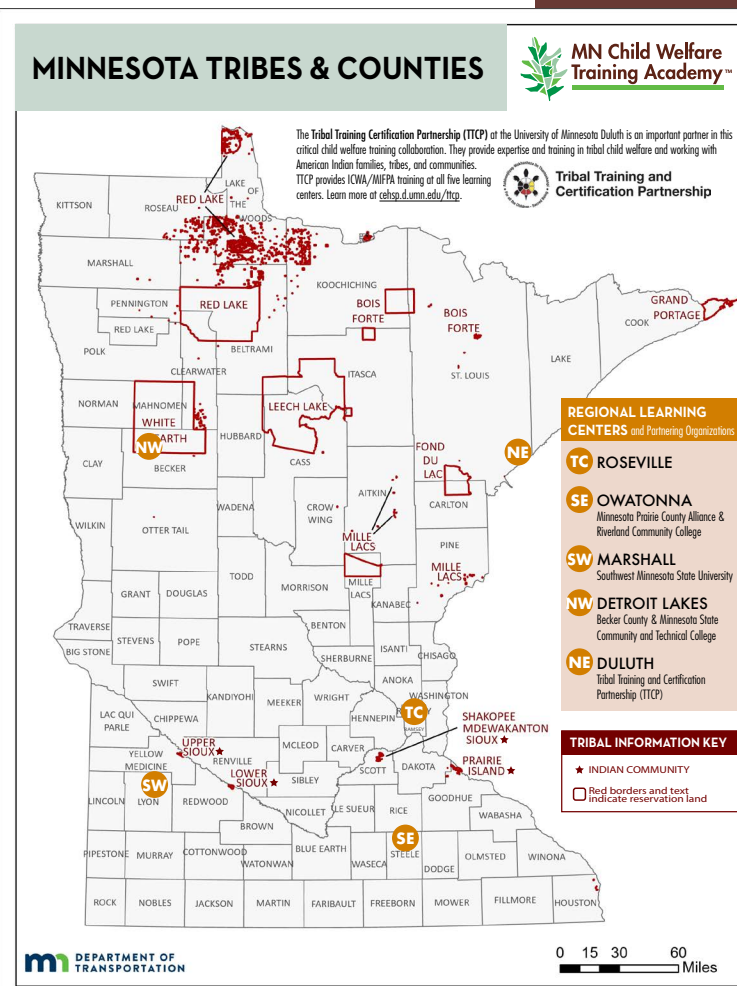 MINNESOTA TRIBES & COUNTIES
MN Child Welfare
Training Academy™
The Tribal Training Certification Partnership (TTCP) at the University of Minnesota Duluth is an important partner in this
critical child welfare training collaboration. They provide expertise and training in tribal child welfare and working with
American Indian families, tribes, and communities.
TTCP provides ICWA/MIFPA training at all five learning
centers. Learn more at cehsp.d.umn.edu/ttcp.
Tribal Training and
Certification Partnership
KITTSON
ROSEAU
LAKE
OF
THE
WOODS
RED LAKE
MARSHALL
KOOCHICHING
PENNINGTON
RED LAKE
RED LAKE
BOIS
FORTE
BOIS
FORTE
GRAND
PORTAGE
COOK
LAKE
POLK
BELTRAMI
CLEARWATER
ITASCA
ST. LOUIS
NORMAN
MAHNOMEN
WHITE
EARTH
NW
LEECH LAKE
HUBBARD
CASS
CLAY
BECKER
FOND
DU
LAC
NE
AITKIN
CARLTON
WADENA
CROW
WING
WILKIN
OTTER TAIL
MILLE
LACS
PINE
MILLE
LACS
TODD
MORRISON
MILLE
LACS
KANABEC
GRANT
DOUGLAS
TRAVERSE
BENTON
BIG STONE
STEVENS
POPE
STEARNS
SHERBURNE
ISANTI
CHISAGO
SWIFT
KANDIYOHI
MEEKER
WRIGHT
ANOKA
WASHINGTON
HENNEPIN
TC
RAMSEY
LAC QUI
PARLE
CHIPPEWA
SHAKOPEE
MDEWAKANTON
SIOUX ★
UPPER
SIOUX ★
YELLOW
MEDICINE
RENVILLE
MCLEOD
CARVER
SCOTT
DAKOTA
PRAIRIE
ISLAND ★
LOWER
SIOUX ★
SIBLEY
SW
LINCOLN
LYON
REDWOOD
NICOLLET
LE SUEUR
RICE
GOODHUE
WABASHA
BROWN
SE
PIPESTONE
MURRAY
COTTONWOOD
WATONWAN
BLUE EARTH
WASECA
STEELE
DODGE
OLMSTED
WINONA
ROCK
NOBLES
JACKSON
MARTIN
FARIBAULT
FREEBORN
MOWER
FILLMORE
HOUSTON
REGIONAL LEARNING
CENTERS and Partnering Organizations
TC ROSEVILLE
SE OWATONNA
Minnesota Prairie County Alliance &
Riverland Community College
SW MARSHALL
Southwest Minnesota State University
NW DETROIT LAKES
Becker County & Minnesota State
Community and Technical College
NE DULUTH
Tribal Training and Certification
Partnership (TTCP)
TRIBAL INFORMATION KEY
★ INDIAN COMMUNITY
Red borders and text
indicate reservation land
DEPARTMENT OF
TRANSPORTATION
0 15 30 60
Miles